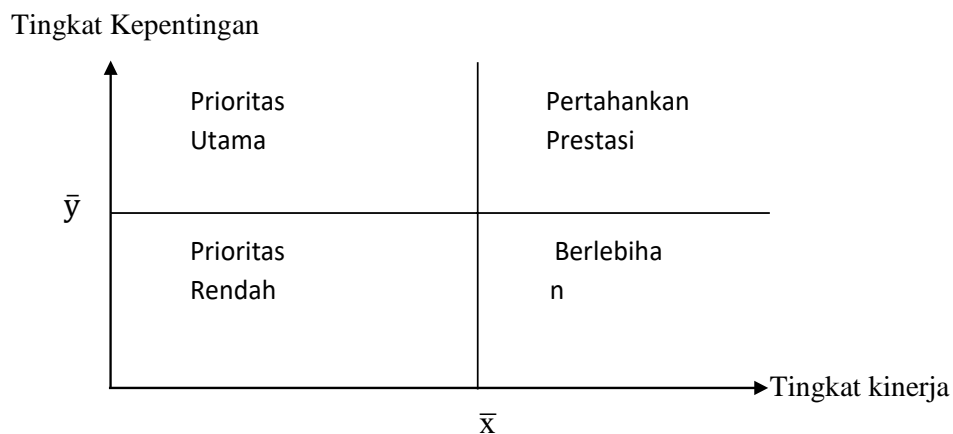 Tingkat Kepentingan
Prioritas
Utama
Pertahankan
Prestasi
y̅
Prioritas
Rendah
Berlebiha
n
Tingkat kinerja
x̅